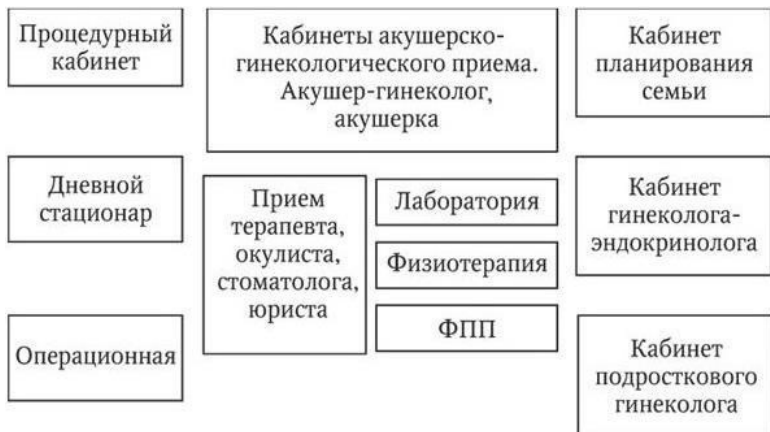 Процедурный
кабинет
Кабинеты акушерско-
гинекологического приема.
Акушер-гинеколог,
акушерка
Кабинет
планирования
семьи
Дневной
стационар
Прием
терапевта,
окулиста,
стоматолога,
юриста
Лаборатория
Физиотерапия
ФПП
Кабинет
гинеколога-
эндокринолога
Операционная
Кабинет
подросткового
гинеколога